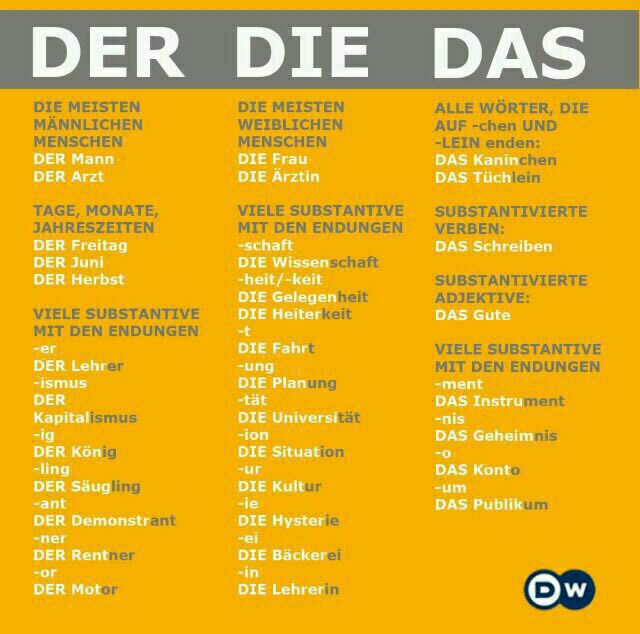 DER DIE DAS
DIE MEISTEN
MÄNNLICHEN
MENSCHEN
DER Mann
DER Arzt
TAGE, MONATE,
JAHRESZEITEN
DER Freitag
DER Juni
DER Herbst
VIELE SUBSTANTIVE
MIT DEN ENDUNGEN
-er
DER Lehrer
-ismus
DER
Kapitalismus
-ig
DER König
-ling
DER Säugling
-ant
DER Demonstrant
-ner
DER Rentner
-or
DER Motor
DIE MEISTEN
WEIBLICHEN
MENSCHEN
DIE Frau
DIE Ärztin
VIELE SUBSTANTIVE
MIT DEN ENDUNGEN
-schaft
DIE Wissenschaft
-heit/-keit
DIE Gelegenheit
DIE Heiterkeit
-t
DIE Fahrt
-ung
DIE Planung
-tät
DIE Universität
-ion
DIE Situation
-ur
DIE Kultur
-ie
DIE Hysterie
-ei
DIE Bäckerei
-in
DIE Lehrerin
ALLE WÖRTER, DIE
AUF -chen UND
-LEIN enden:
DAS Kaninchen
DAS Tüchlein
SUBSTANTIVIERTE
VERBEN:
DAS Schreiben
SUBSTANTIVIERTE
ADJEKTIVE:
DAS Gute
VIELE SUBSTANTIVE
MIT DEN ENDUNGEN
-ment
DAS Instrument
-nis
DAS Geheimnis
-o
DAS Konto
-um
DAS Publikum
DW